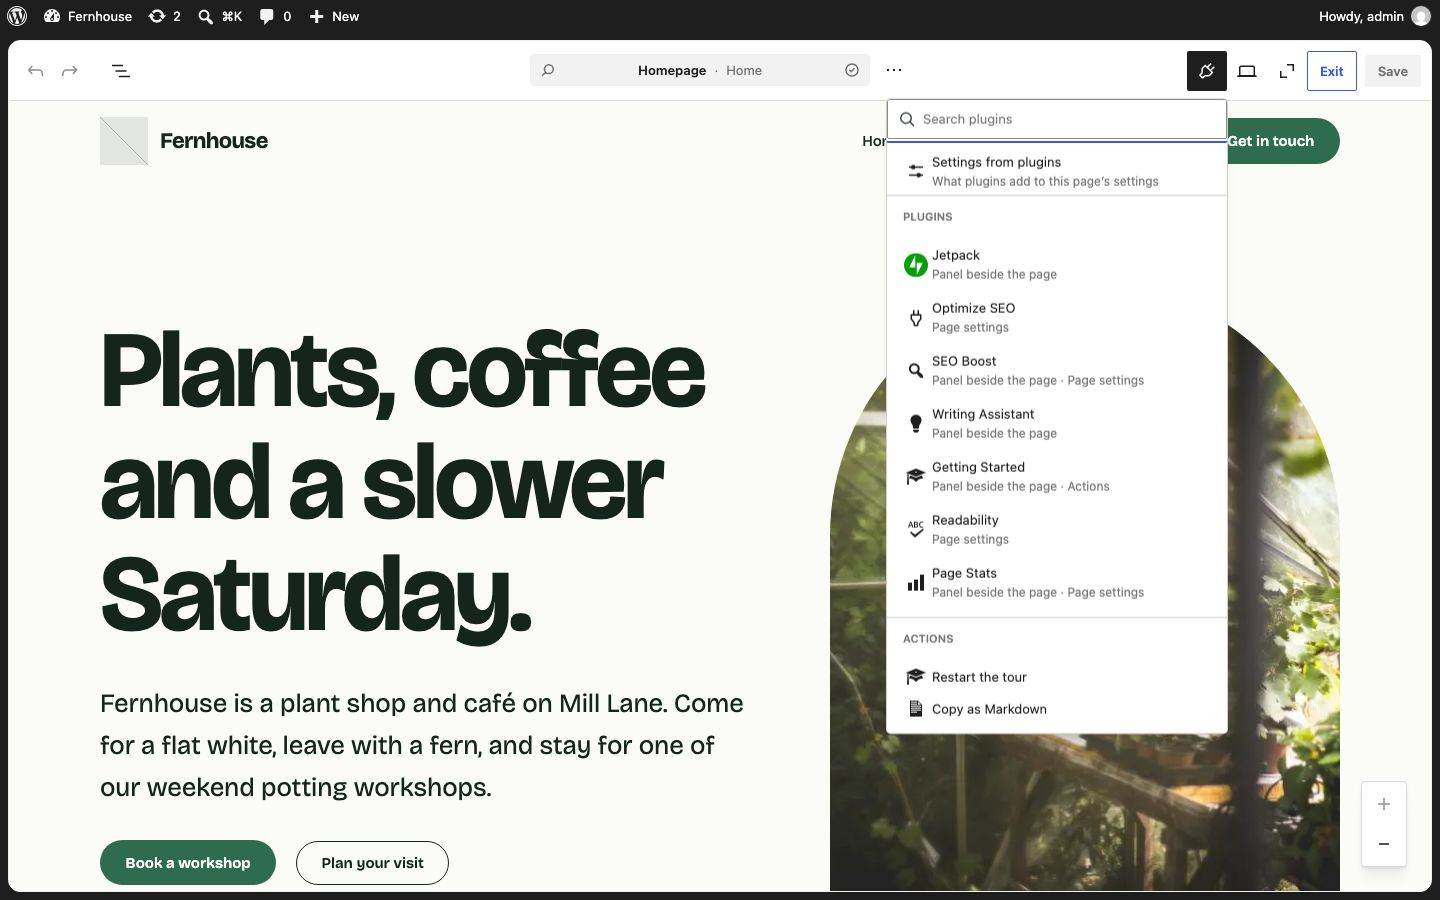 Fernhouse
2
⌘K
0
New
Howdy, admin
Homepage · Home
Exit
Save
Fernhouse
Get in touch
Search plugins
Settings from plugins
What plugins add to this page's settings
PLUGINS
Jetpack
Panel beside the page
Optimize SEO
Page settings
SEO Boost
Panel beside the page · Page settings
Writing Assistant
Panel beside the page
Getting Started
Panel beside the page · Actions
ABC
Readability
Page settings
Page Stats
Panel beside the page · Page settings
ACTIONS
Restart the tour
Copy as Markdown
Plants, coffee
and a slower
Saturday.
Fernhouse is a plant shop and café on Mill Lane. Come
for a flat white, leave with a fern, and stay for one of
our weekend potting workshops.
Book a workshop
Plan your visit